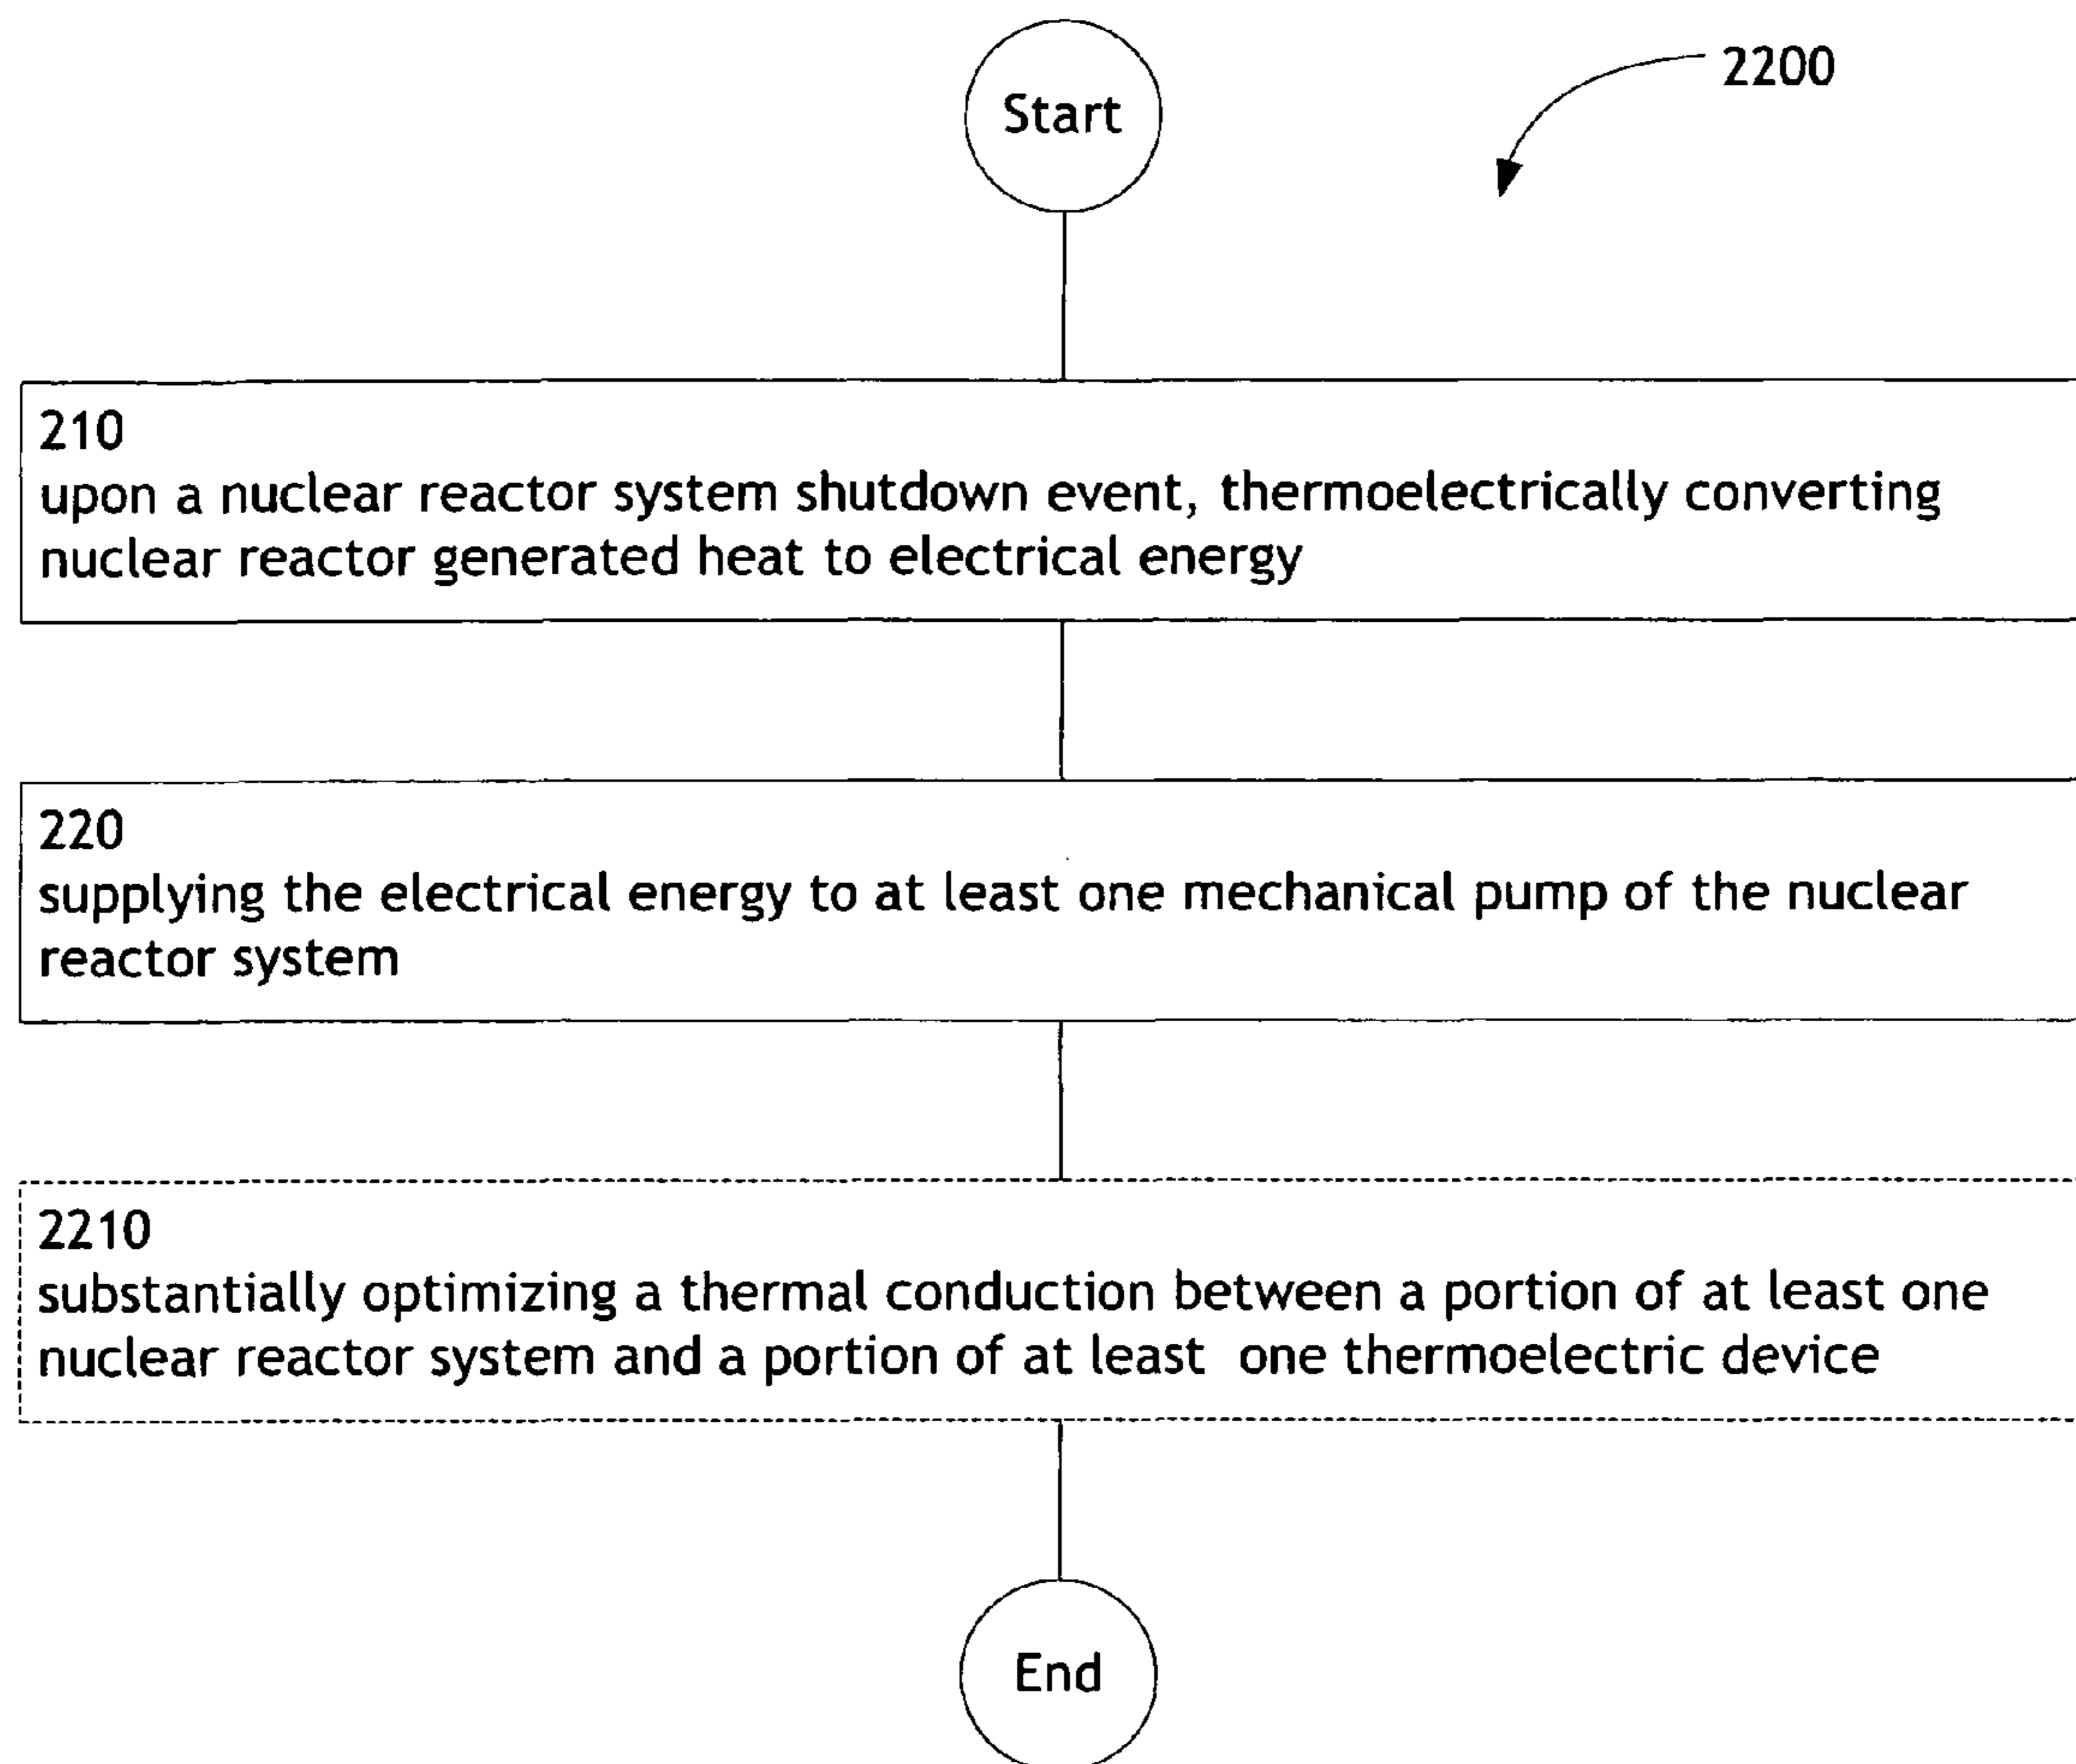 Start
2200
210
upon a nuclear reactor system shutdown event, thermoelectrically converting
nuclear reactor generated heat to electrical energy
220
supplying the electrical energy to at least one mechanical pump of the nuclear
reactor system
2210
substantially optimizing a thermal conduction between a portion of at least one
nuclear reactor system and a portion of at least one thermoelectric device
End